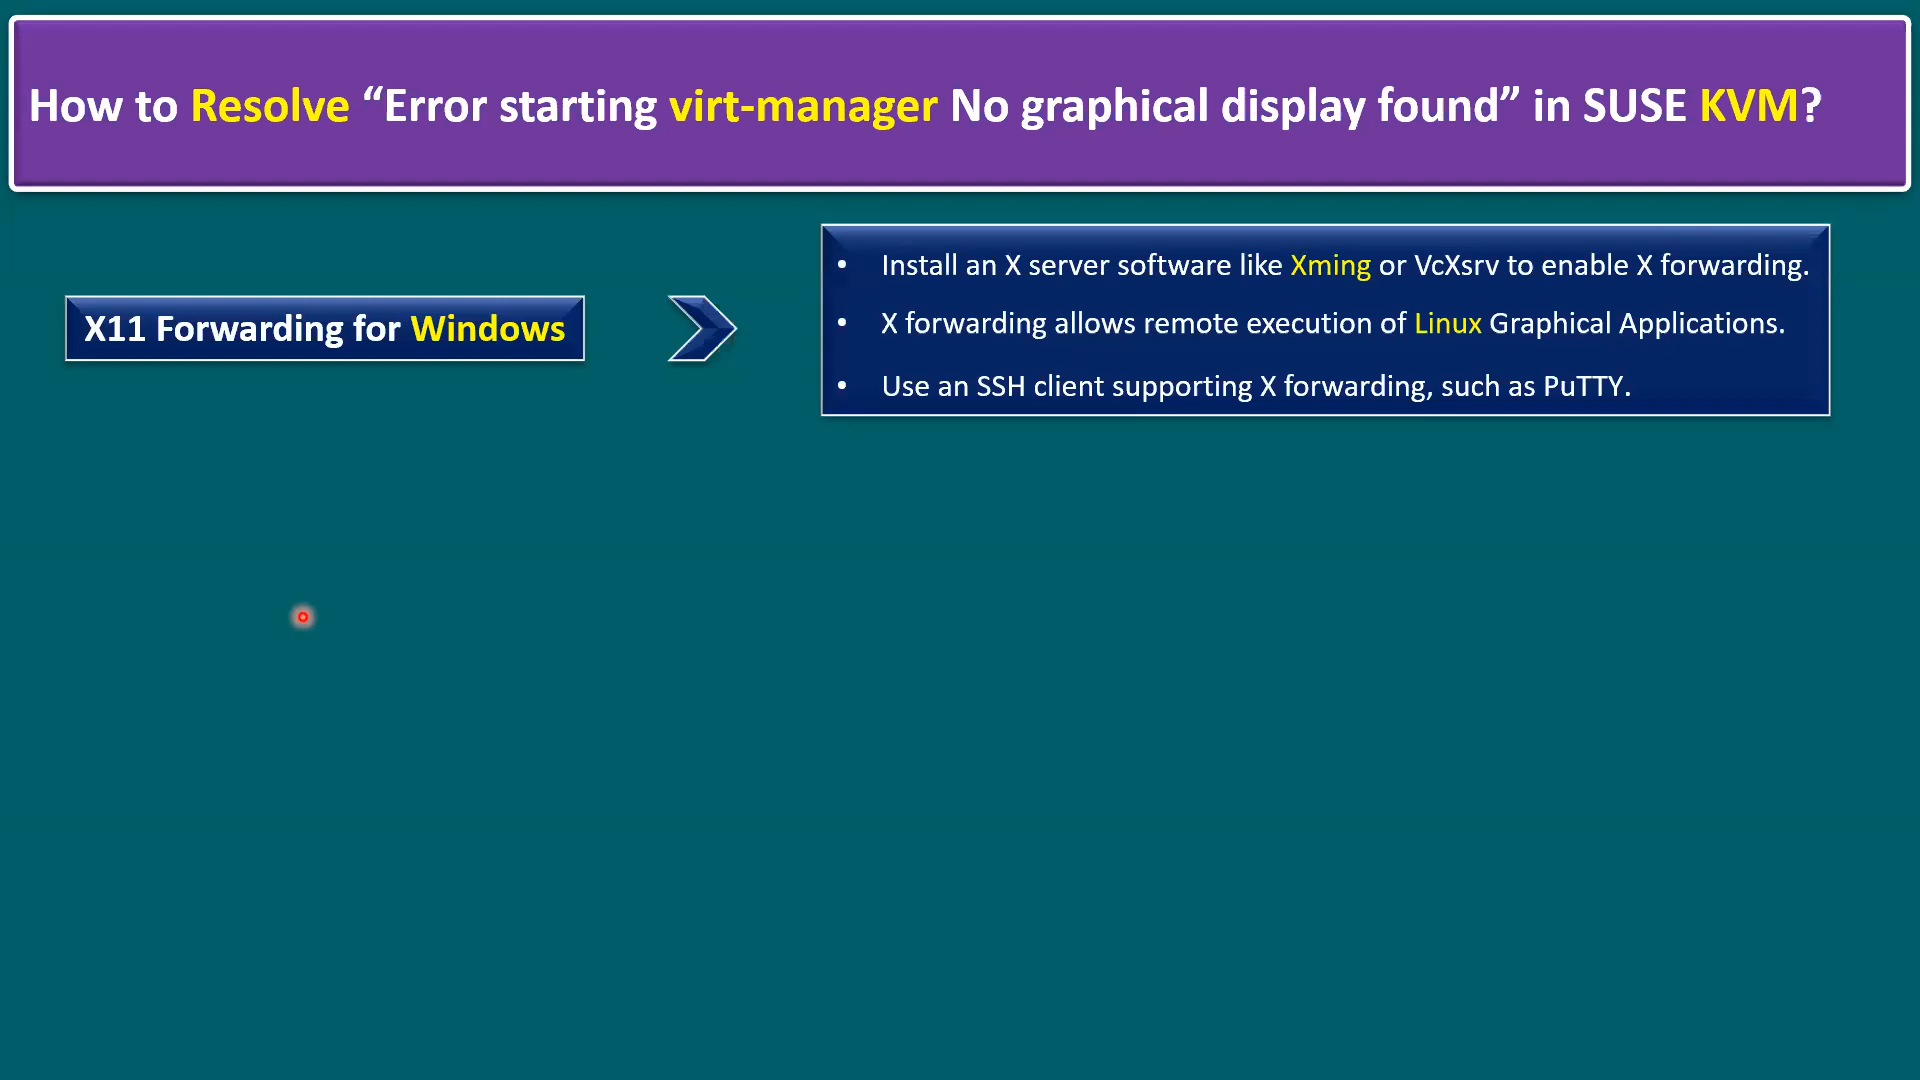 How to Resolve “Error starting virt-manager No graphical display found” in SUSE KVM?
X11 Forwarding for Windows
• Install an X server software like Xming or VcXsrv to enable X forwarding.
• X forwarding allows remote execution of Linux Graphical Applications.
• Use an SSH client supporting X forwarding, such as PuTTY.